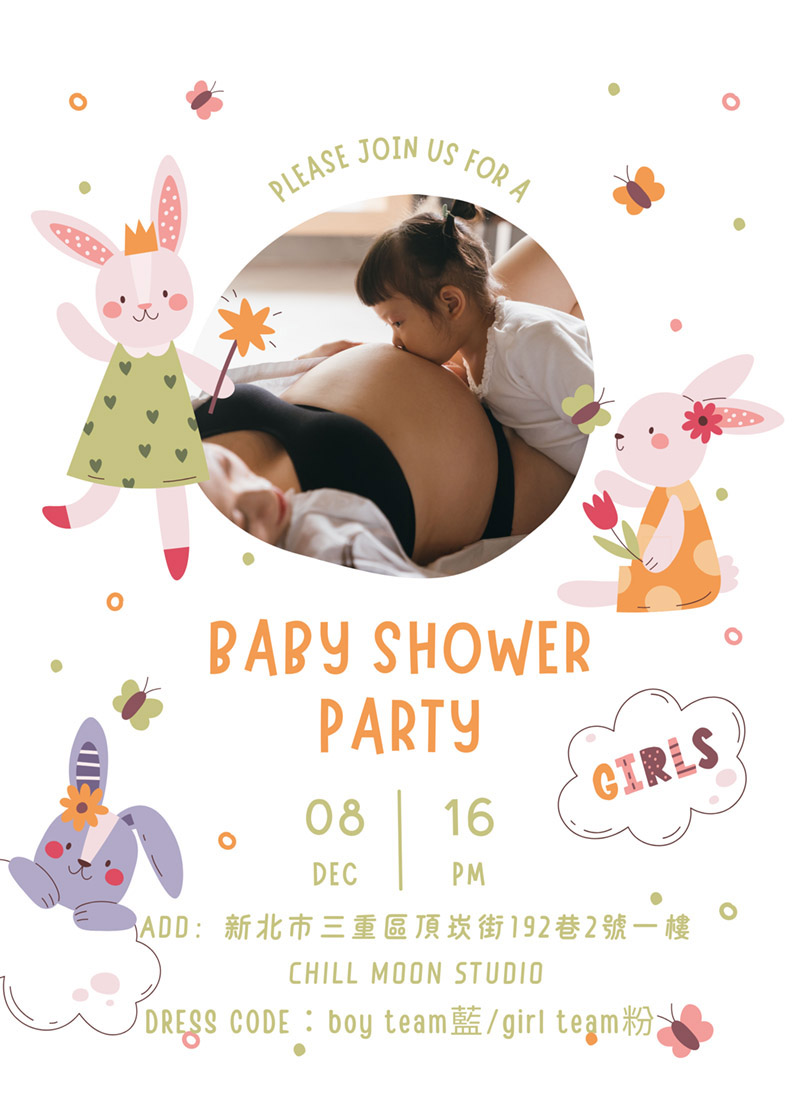 PLEASE JOIN US FOR A
BABY SHOWER
PARTY
GIRLS
08
16
DEC
PM
ADD: 新北市三重區頂崁街192巷2號一樓
CHILL MOON STUDIO
DRESS CODE：boy team藍/girl team粉